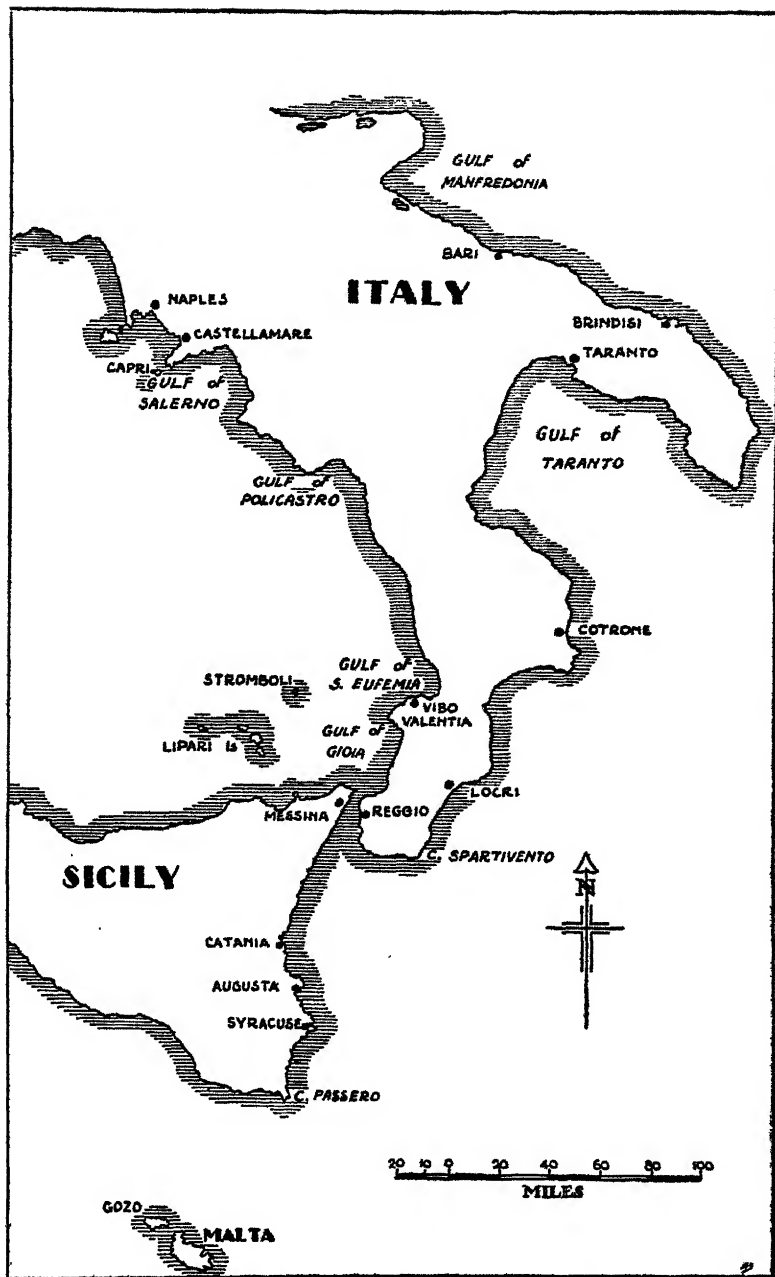 GULF of
MANFREDONIA
BARI
ITALY
NAPLES
BRINDISI
CASTELLAMARE
TARANTO
CAPRI
GULF of
SALERNO
GULF of
TARANTO
GULF of
POLICASTRO
COTRONE
GULF of
S. EUFEMIA
STROMBOLI
VIBO
VALENTIA
GULF of
GIOIA
LIPARI Is
LOCRI
MESSINA
REGGIO
C. SPARTIVENTO
SICILY
N
CATANIA
AUGUSTA
SYRACUSE
C. PASSERO
20 10 0 20 40 60 80 100
MILES
GOZO
MALTA